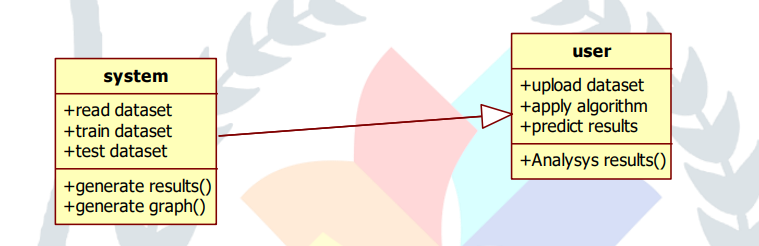 system
+read dataset
+train dataset
+test dataset
+generate results()
+generate graph()
user
+upload dataset
+apply algorithm
+predict results
+Analysys results()